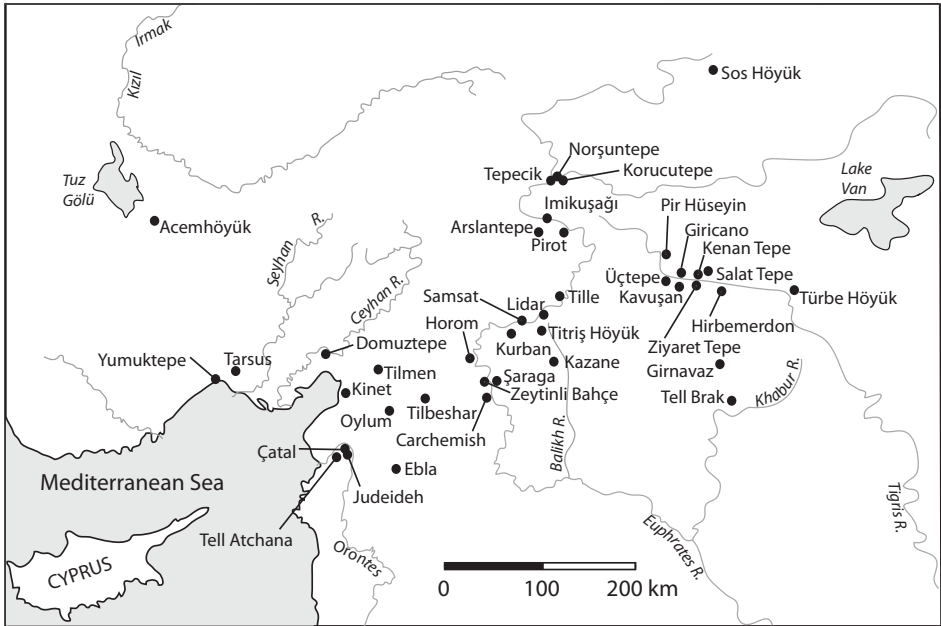 Irmak
Kızıl
Sos Höyük
Norşuntepe
Tepecik
Korucutepe
Lake
Van
Tuz
Gölü
Imikuşağı
Pir Hüseyin
Acemhöyük
Arslantepe
Giricano
Pirot
Kenan Tepe
Seyhan R.
Salat Tepe
Üçtepe
Ceyhan R.
Kavuşan
Türbe Höyük
Samsat
Lidar
Tille
Horom
Hirbemerdon
Domuztepe
Titriş Höyük
Kurban
Ziyaret Tepe
Yumuktepe
Tarsus
Kazane
Girnavaz
Tilmen
Şaraga
Kinet
Zeytinli Bahçe
Tell Brak
Khabur R.
Oylum
Tilbeshar
Carchemish
Balikh R.
Çatal
Ebla
Mediterranean Sea
Judeideh
Tigris R.
Tell Atchana
Euphrates R.
Orontes
CYPRUS
0 100 200 km